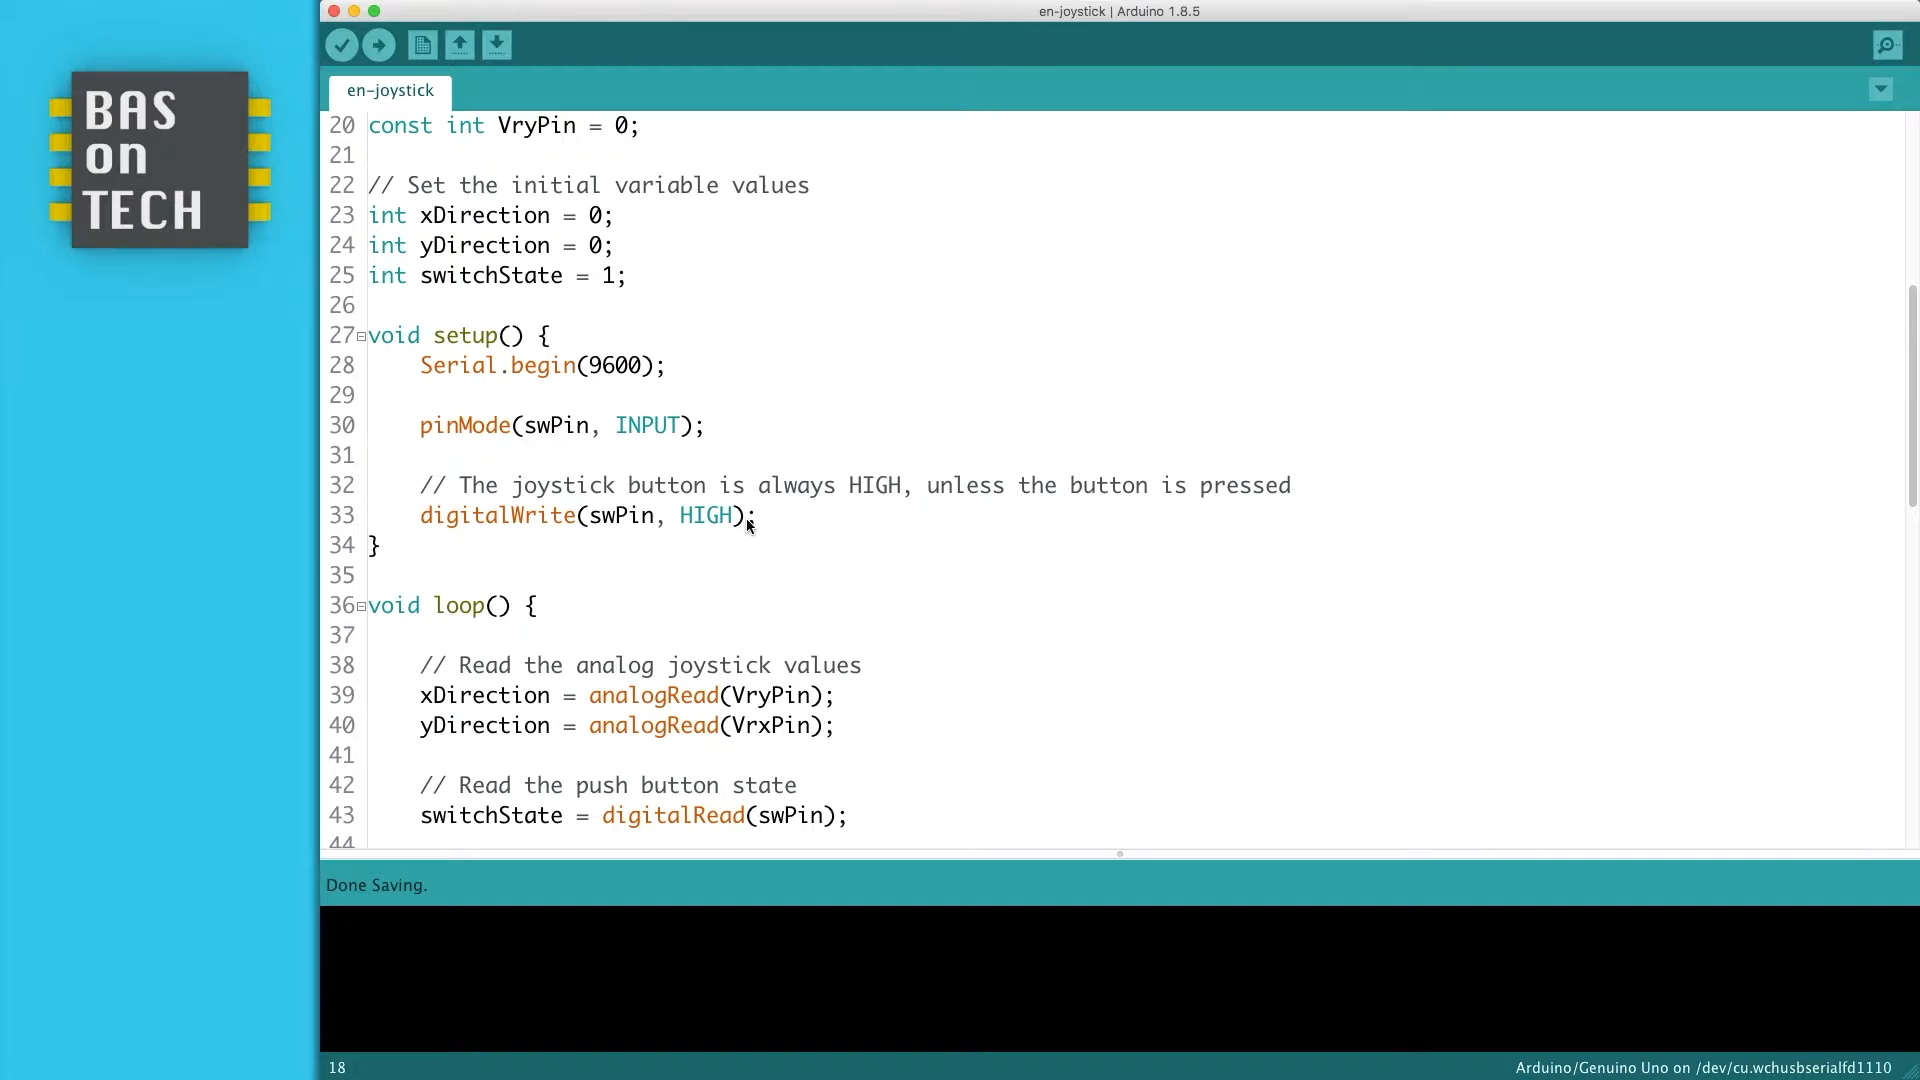 en-joystick | Arduino 1.8.5
BAS
on
TECH
en-joystick
20 const int VryPin = 0;
21
22 // Set the initial variable values
23 int xDirection = 0;
24 int yDirection = 0;
25 int switchState = 1;
26
27 void setup() {
28 Serial.begin(9600);
29
30 pinMode(swPin, INPUT);
31
32 // The joystick button is always HIGH, unless the button is pressed
33 digitalWrite(swPin, HIGH);
34 }
35
36 void loop() {
37
38 // Read the analog joystick values
39 xDirection = analogRead(VryPin);
40 yDirection = analogRead(VrxPin);
41
42 // Read the push button state
43 switchState = digitalRead(swPin);
44
Done Saving.
18
Arduino/Genuino Uno on /dev/cu.wchusbserialfd1110